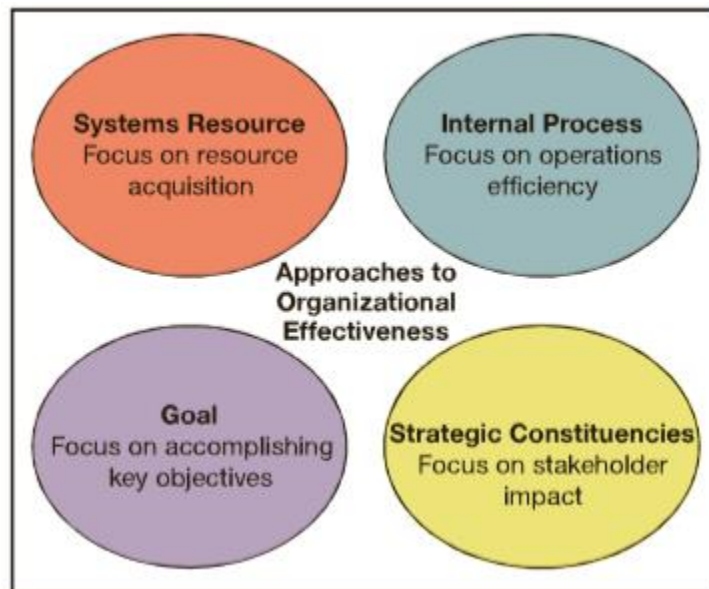 Systems Resource
Focus on resource
acquisition
Internal Process
Focus on operations
efficiency
Approaches to
Organizational
Effectiveness
Goal
Focus on accomplishing
key objectives
Strategic Constituencies
Focus on stakeholder
impact